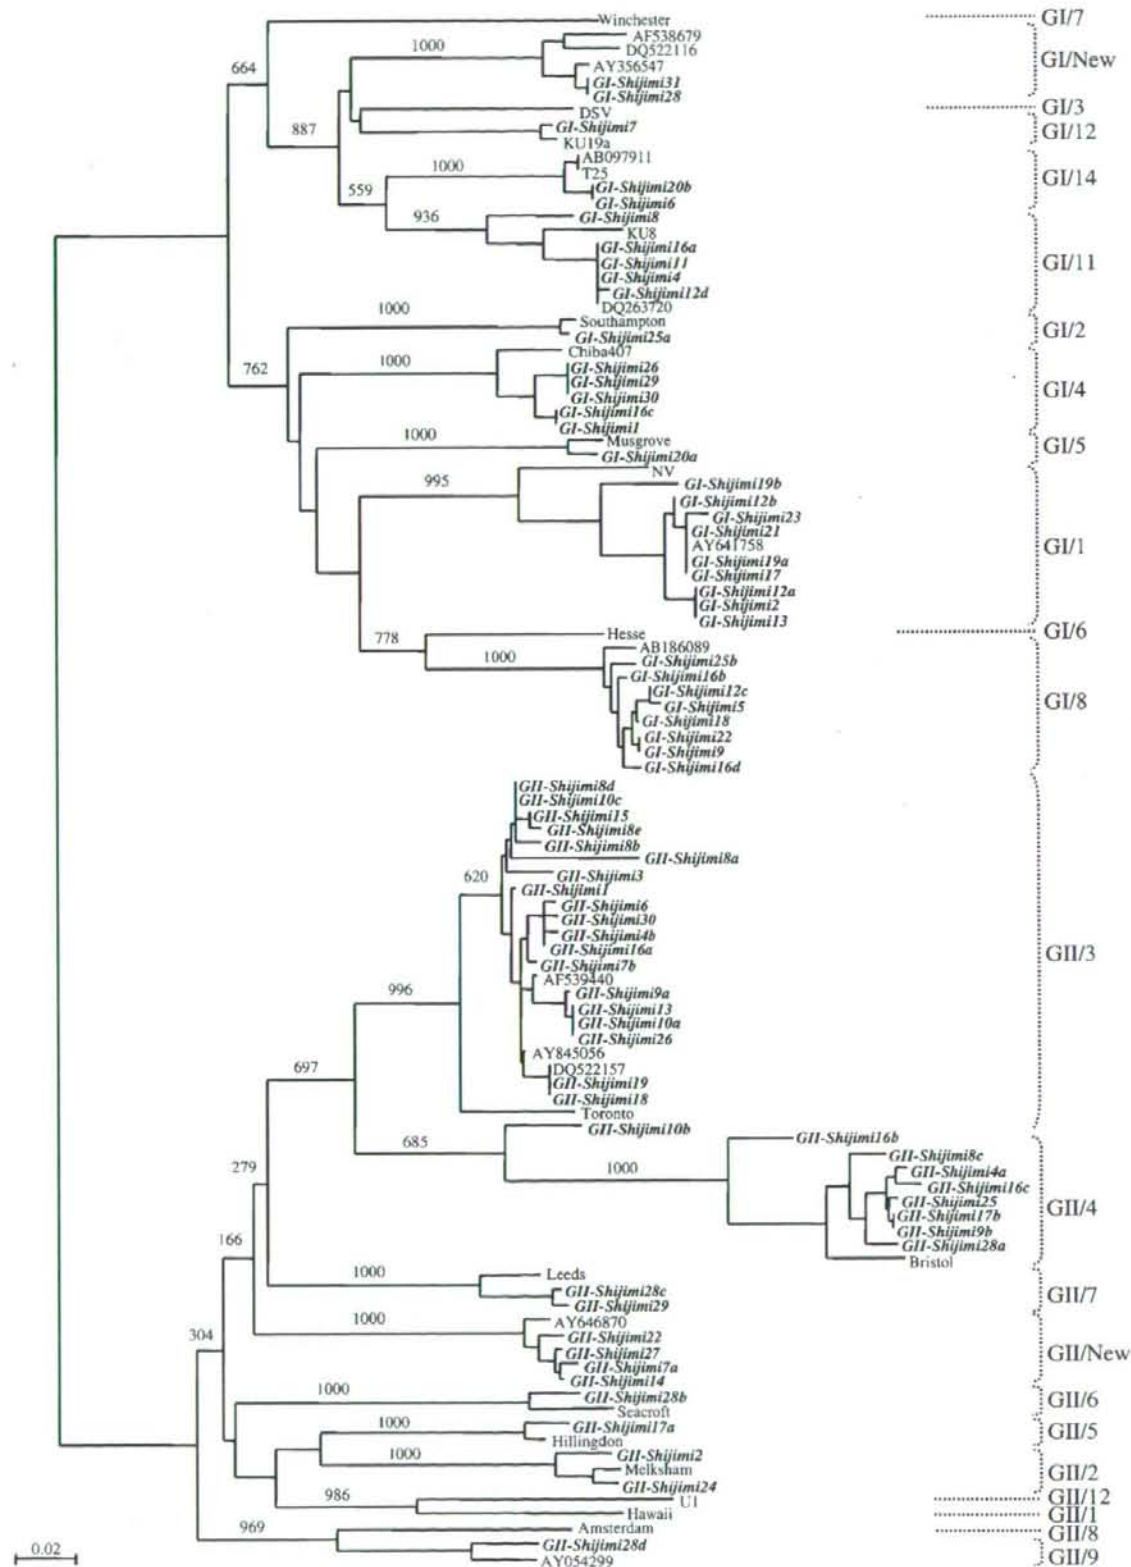 Winchester GI/7
AF538679
1000 DQ522116 GI/New
664 AY356547
GI-Shijimi31
GI-Shijimi28
DSV GI/3
887 GI-Shijimi7 GI/12
KU19a
AB097911
1000 T25 GI/14
559 GI-Shijimi20b
GI-Shijimi6
936 GI-Shijimi8
KU8
GI-Shijimi16a
GI-Shijimi11 GI/11
GI-Shijimi4
GI-Shijimi12d
DQ263720
1000 Southampton GI/2
GI-Shijimi25a
Chiba407
762 1000 GI-Shijimi26
GI-Shijimi29 GI/4
GI-Shijimi30
GI-Shijimi16c
GI-Shijimi1
1000 Musgrove GI/5
GI-Shijimi20a
NV
995 GI-Shijimi19b
GI-Shijimi12b
GI-Shijimi23
GI-Shijimi21
AY641758 GI/1
GI-Shijimi19a
GI-Shijimi17
GI-Shijimi12a
GI-Shijimi2
GI-Shijimi13
778 Hesse GI/6
AB186089
1000 GI-Shijimi25b
GI-Shijimi16b
GI-Shijimi12c
GI-Shijimi5 GI/8
GI-Shijimi18
GI-Shijimi22
GI-Shijimi9
GI-Shijimi16d
GII-Shijimi8d
GII-Shijimi10c
GII-Shijimi15
GII-Shijimi8e
GII-Shijimi8b
GII-Shijimi8a
620 GII-Shijimi3
GII-Shijimi1
GII-Shijimi6
GII-Shijimi30
GII-Shijimi4b
GII-Shijimi16a GII/3
GII-Shijimi7b
AF539440
996 GII-Shijimi9a
GII-Shijimi13
GII-Shijimi10a
GII-Shijimi26
AY845056
697 DQ522157
GII-Shijimi19
GII-Shijimi18
Toronto
GII-Shijimi10b
685 GII-Shijimi16b
279 1000 GII-Shijimi8c
GII-Shijimi4a
GII-Shijimi16c
GII-Shijimi25 GII/4
GII-Shijimi17b
166 GII-Shijimi9b
GII-Shijimi28a
Bristol
1000 Leeds
GII-Shijimi28c GII/7
GII-Shijimi29
1000 AY646870
304 GII-Shijimi22
GII-Shijimi27 GII/New
GII-Shijimi7a
GII-Shijimi14
1000 GII-Shijimi28b GII/6
Seacroft
1000 GII-Shijimi17a GII/5
Hillingdon
1000 GII-Shijimi2
Melksham GII/2
GII-Shijimi24
986 U1 GII/12
Hawaii GII/1
969 Amsterdam GII/8
GII-Shijimi28d GII/9
0.02 AY054299